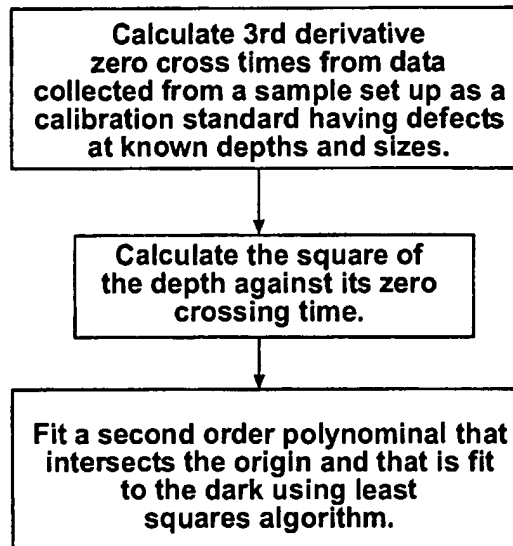 Calculate 3rd derivative
zero cross times from data
collected from a sample set up as a
calibration standard having defects
at known depths and sizes.
Calculate the square of
the depth against its zero
crossing time.
Fit a second order polynominal that
intersects the origin and that is fit
to the dark using least
squares algorithm.